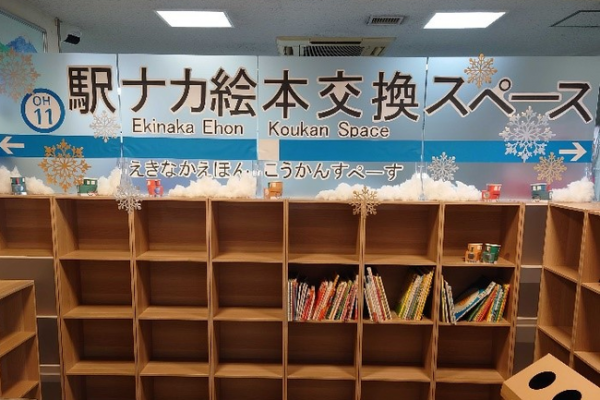 OH
11
駅ナカ絵本交換スペース
Ekinaka Ehon Koukan Space
えきなかえほん こうかんすぺーす